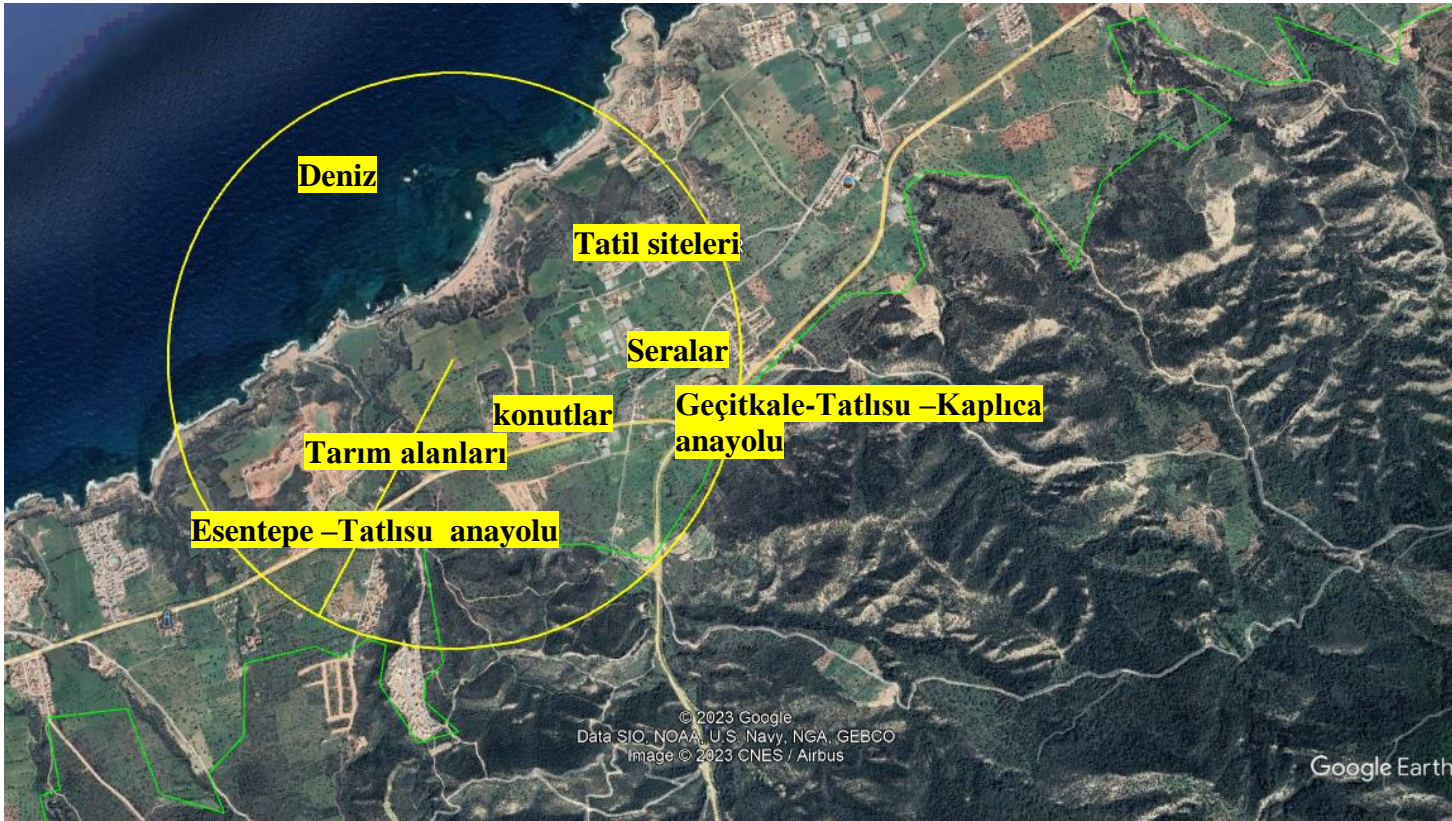 Deniz
Tatil siteleri
Seralar
Geçitkale-Tatlısu –Kaplıca
anayolu
konutlar
Tarım alanları
Esentepe –Tatlısu anayolu
© 2023 Google
Data SIO, NOAA, U.S. Navy, NGA, GEBCO
Image © 2023 CNES / Airbus
Google Earth